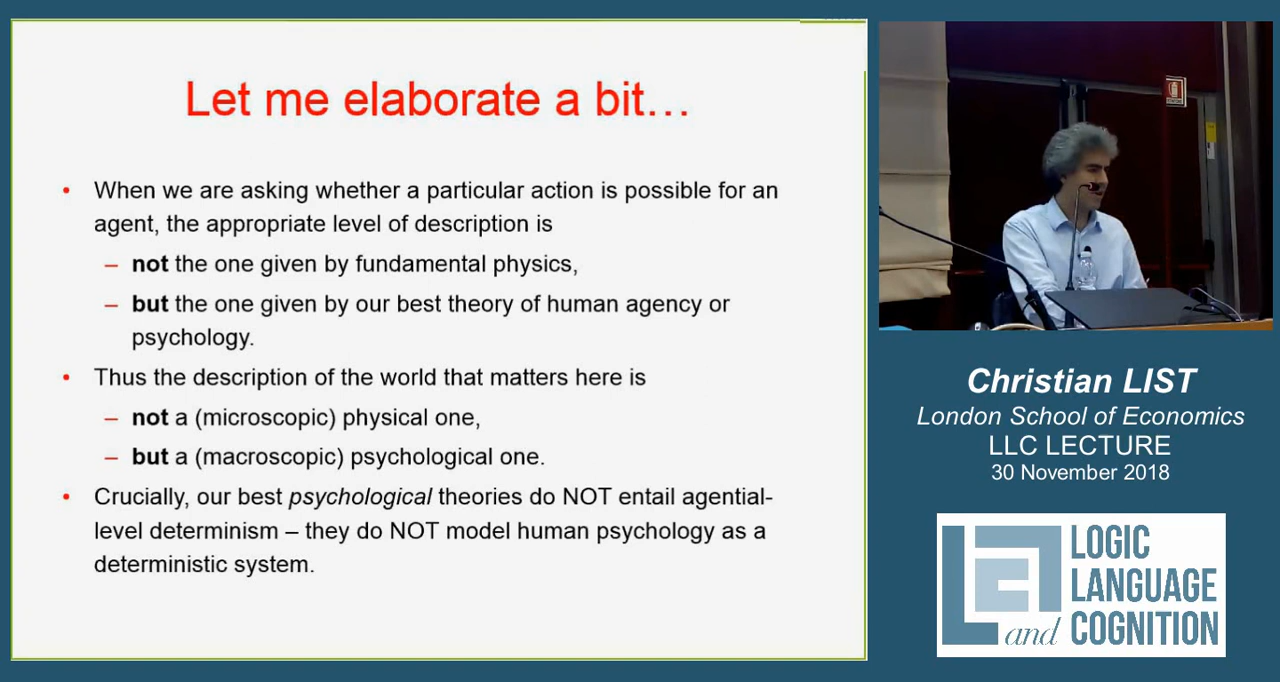 Let me elaborate a bit…
• When we are asking whether a particular action is possible for an
agent, the appropriate level of description is
– not the one given by fundamental physics,
– but the one given by our best theory of human agency or
psychology.
• Thus the description of the world that matters here is
– not a (microscopic) physical one,
– but a (macroscopic) psychological one.
• Crucially, our best psychological theories do NOT entail agential-
level determinism – they do NOT model human psychology as a
deterministic system.
Christian LIST
London School of Economics
LLC LECTURE
30 November 2018
LOGIC
LANGUAGE
and COGNITION